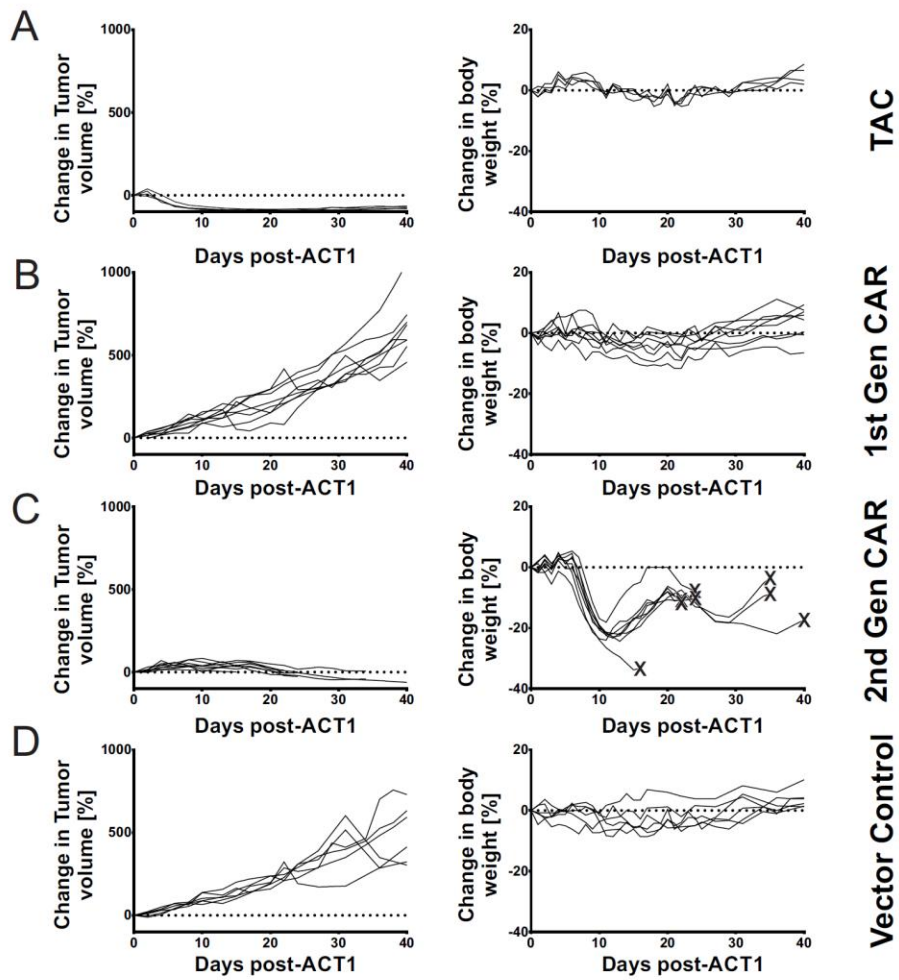 A
Change in Tumor
volume [%]
1000
500
0
0
10
20
30
40
Days post-ACT1
Change in body
weight [%]
20
0
-20
-40
0
10
20
30
40
Days post-ACT1
TAC
B
Change in Tumor
volume [%]
1000
500
0
0
10
20
30
40
Days post-ACT1
Change in body
weight [%]
20
0
-20
-40
0
10
20
30
40
Days post-ACT1
1st Gen CAR
C
Change in Tumor
volume [%]
1000
500
0
0
10
20
30
40
Days post-ACT1
Change in body
weight [%]
20
0
-20
-40
0
10
20
30
40
X
X
X
X
X
X
X
Days post-ACT1
2nd Gen CAR
D
Change in Tumor
volume [%]
1000
500
0
0
10
20
30
40
Days post-ACT1
Change in body
weight [%]
20
0
-20
-40
0
10
20
30
40
Days post-ACT1
Vector Control